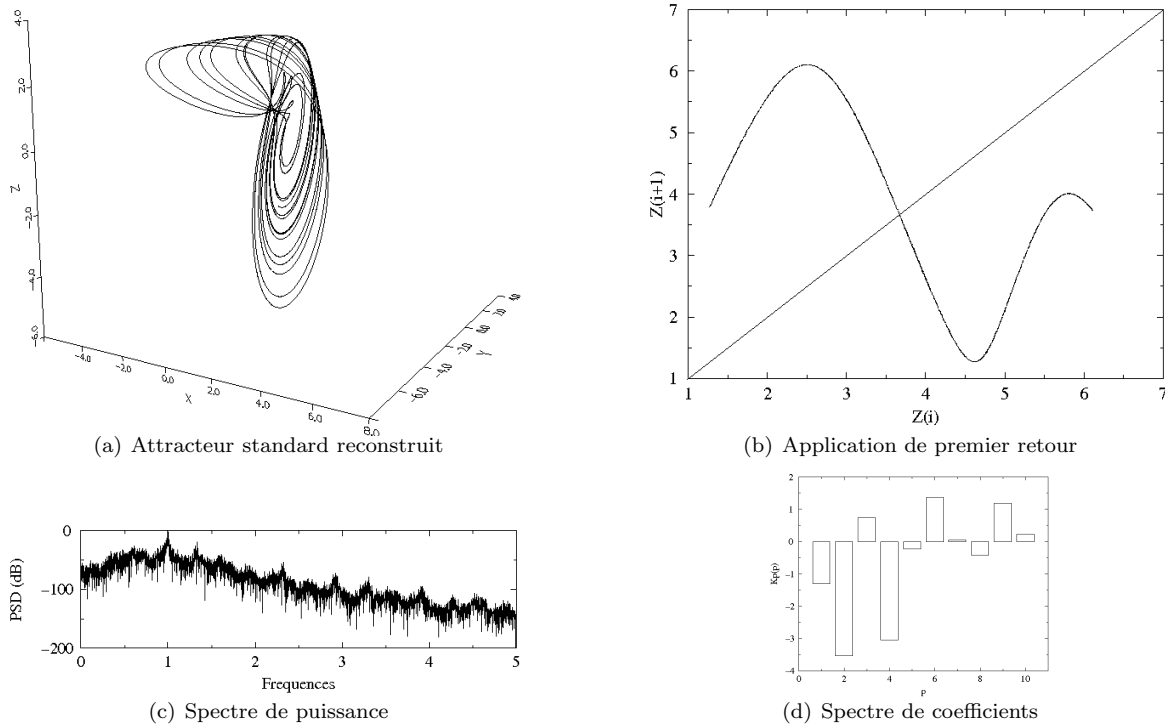 4.0
2.0
0.0
-2.0
-4.0
-6.0
Z
-4.0
-2.0
0.0
2.0
4.0
6.0
8.0
X
-6.0
-4.0
-2.0
0.0
2.0
4.0
Y
(a) Attracteur standard reconstruit
7
6
5
4
3
2
1
Z(i+1)
1 2 3 4 5 6 7
Z(i)
(b) Application de premier retour
0
-100
-200
PSD (dB)
0 1 2 3 4 5
Frequences
(c) Spectre de puissance
2
1
0
-1
-2
-3
-4
Kp(p)
0 2 4 6 8 10
p
(d) Spectre de coefficients